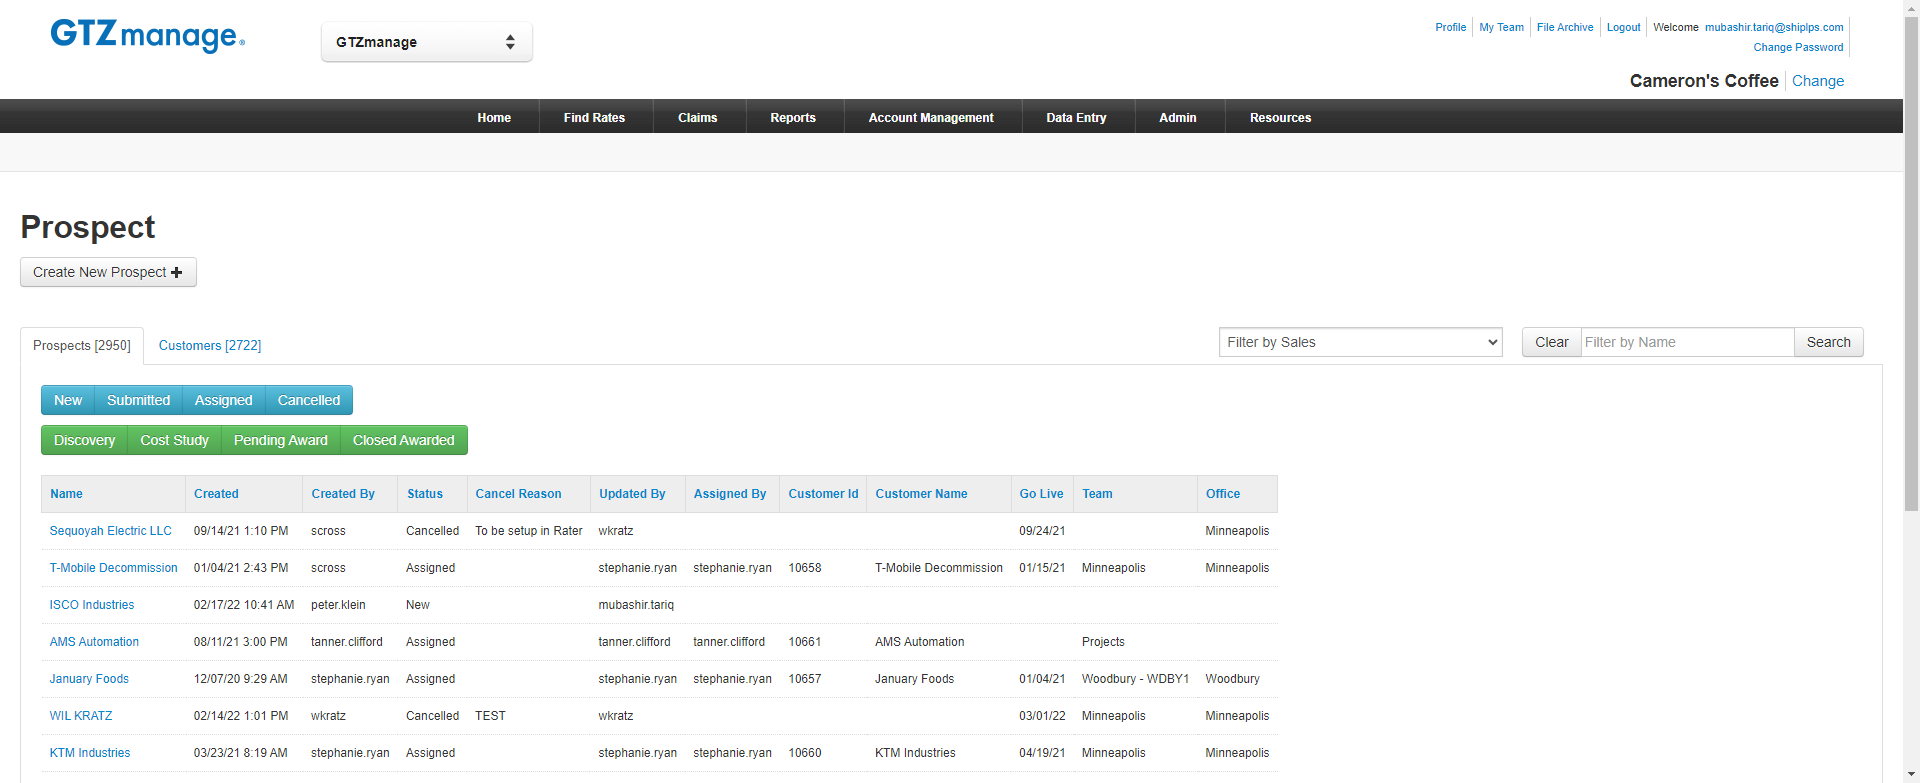 GTZmanage®
GTZmanage
Profile My Team File Archive Logout Welcome mubashir.tariq@shiplps.com
Change Password
Cameron's Coffee Change
Home Find Rates Claims Reports Account Management Data Entry Admin Resources
Prospect
Create New Prospect
Prospects [2950] Customers [2722] Filter by Sales Clear Filter by Name Search
New Submitted Assigned Cancelled
Discovery Cost Study Pending Award Closed Awarded
Name Created Created By Status Cancel Reason Updated By Assigned By Customer Id Customer Name Go Live Team Office
Sequoyah Electric LLC 09/14/21 1:10 PM scross Cancelled To be setup in Rater wkratz 09/24/21 Minneapolis
T-Mobile Decommission 01/04/21 2:43 PM scross Assigned stephanie.ryan stephanie.ryan 10658 T-Mobile Decommission 01/15/21 Minneapolis Minneapolis
ISCO Industries 02/17/22 10:41 AM peter.klein New mubashir.tariq
AMS Automation 08/11/21 3:00 PM tanner.clifford Assigned tanner.clifford tanner.clifford 10661 AMS Automation Projects
January Foods 12/07/20 9:29 AM stephanie.ryan Assigned stephanie.ryan stephanie.ryan 10657 January Foods 01/04/21 Woodbury - WDBY1 Woodbury
WIL KRATZ 02/14/22 1:01 PM wkratz Cancelled TEST wkratz 03/01/22 Minneapolis Minneapolis
KTM Industries 03/23/21 8:19 AM stephanie.ryan Assigned stephanie.ryan stephanie.ryan 10660 KTM Industries 04/19/21 Minneapolis Minneapolis